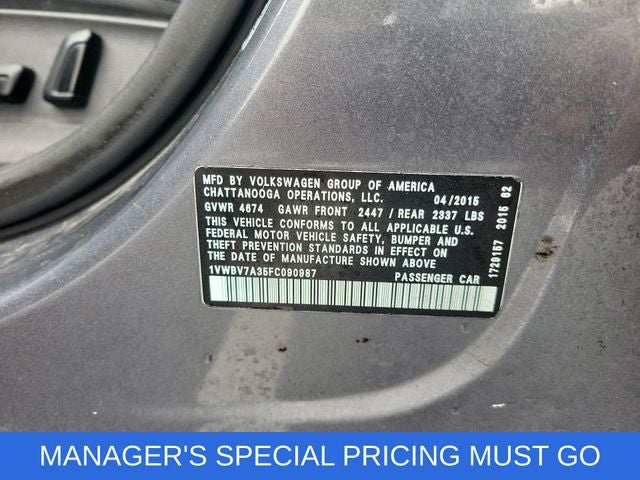 MFD BY VOLKSWAGEN GROUP OF AMERICA
CHATTANOOGA OPERATIONS, LLC. 04/2015
GVWR 4674 GAWR FRONT 2447 / REAR 2337 LBS
THIS VEHICLE CONFORMS TO ALL APPLICABLE U.S.
FEDERAL MOTOR VEHICLE SAFETY, BUMPER AND
THEFT PREVENTION STANDARDS IN EFFECT ON
THE DATE OF MANUFACTURE SHOWN ABOVE
1VWBV7A35FC090987 PASSENGER CAR
1729157 2015 62
MANAGER'S SPECIAL PRICING MUST GO